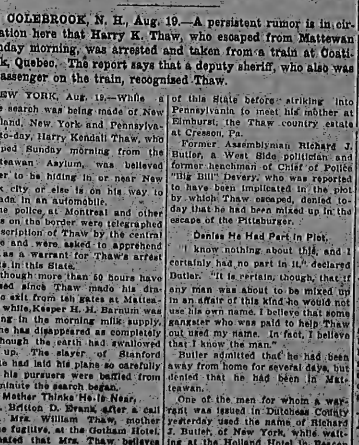 COLEBROOK, N. H., Aug. 19.—A persistent rumor is in cir-
ation here that Harry K. Thaw, who escaped from Mattewan
nday morning, was arrested and taken from a train at Coati-
k, Quebec. The report says that a deputy sheriff, who also was
assenger on the train, recognised Thaw.
EW YORK, Aug. 19.—While a
search was being made of New
land, New York and Pennsylva-
to-day, Harry Kendall Thaw, who
ped Sunday morning from the
teawan Asylum, was believed
er to be hiding in or near New
k city or else is on his way to
ada in an automobile.
e police at Montreal and other
s on the border were telegraphed
scription of Thaw by the central
e and were asked to apprehend
as a warrant for Thaw's arrest
is in this State.
though more than 50 hours have
sed since Thaw made his dra-
c exit from teh gates at Mattea-
while Keeper H. H. Barnum was
ing in the morning milk supply,
he has disappeared as completely
hough the earth had swallowed
up. The slayer of Stanford
e had laid his plans so carefully
his pursuers were baffled from
minute the search began.
Mother Thinks He Is Near,
Britton D. Evank, after a call
Mrs. William Thaw, mother
the fugitive, at the Gotham Hotel,
ated that Mrs. Thaw believes
of this State before striking into
Pennsylvania to meet his mother at
Elmhurst, the Thaw country estate
at Cresson, Pa.
Former Assemblyman Richard J.
Butler, a West Side politician and
former henchman of Chief of Police
"Big Bill" Devery, who was reported
to have been implicated in the plot
by which Thaw escaped, denied to-
day that he had been mixed up in the
escape of the Pittsburger.
Denies He Had Part in Plot.
"I know nothing about this, and I
certainly had no part in it," declared
Butler. "It is certain, though, that if
any man was about to be mixed up
in an affair of this kind he would not
use his own name. I believe that some
gangster who was paid to help Thaw
out used my name. In fact, I believe
that I know the man."
Butler admitted that he had been
away from home for several days, but
denied that he had been in Mat-
teawan.
One of the men for whom a war-
rant was issued in Dutchess County
yesterday used the name of Richard
J. Butler, of New York, while wait-
ing at the Holland Hotel